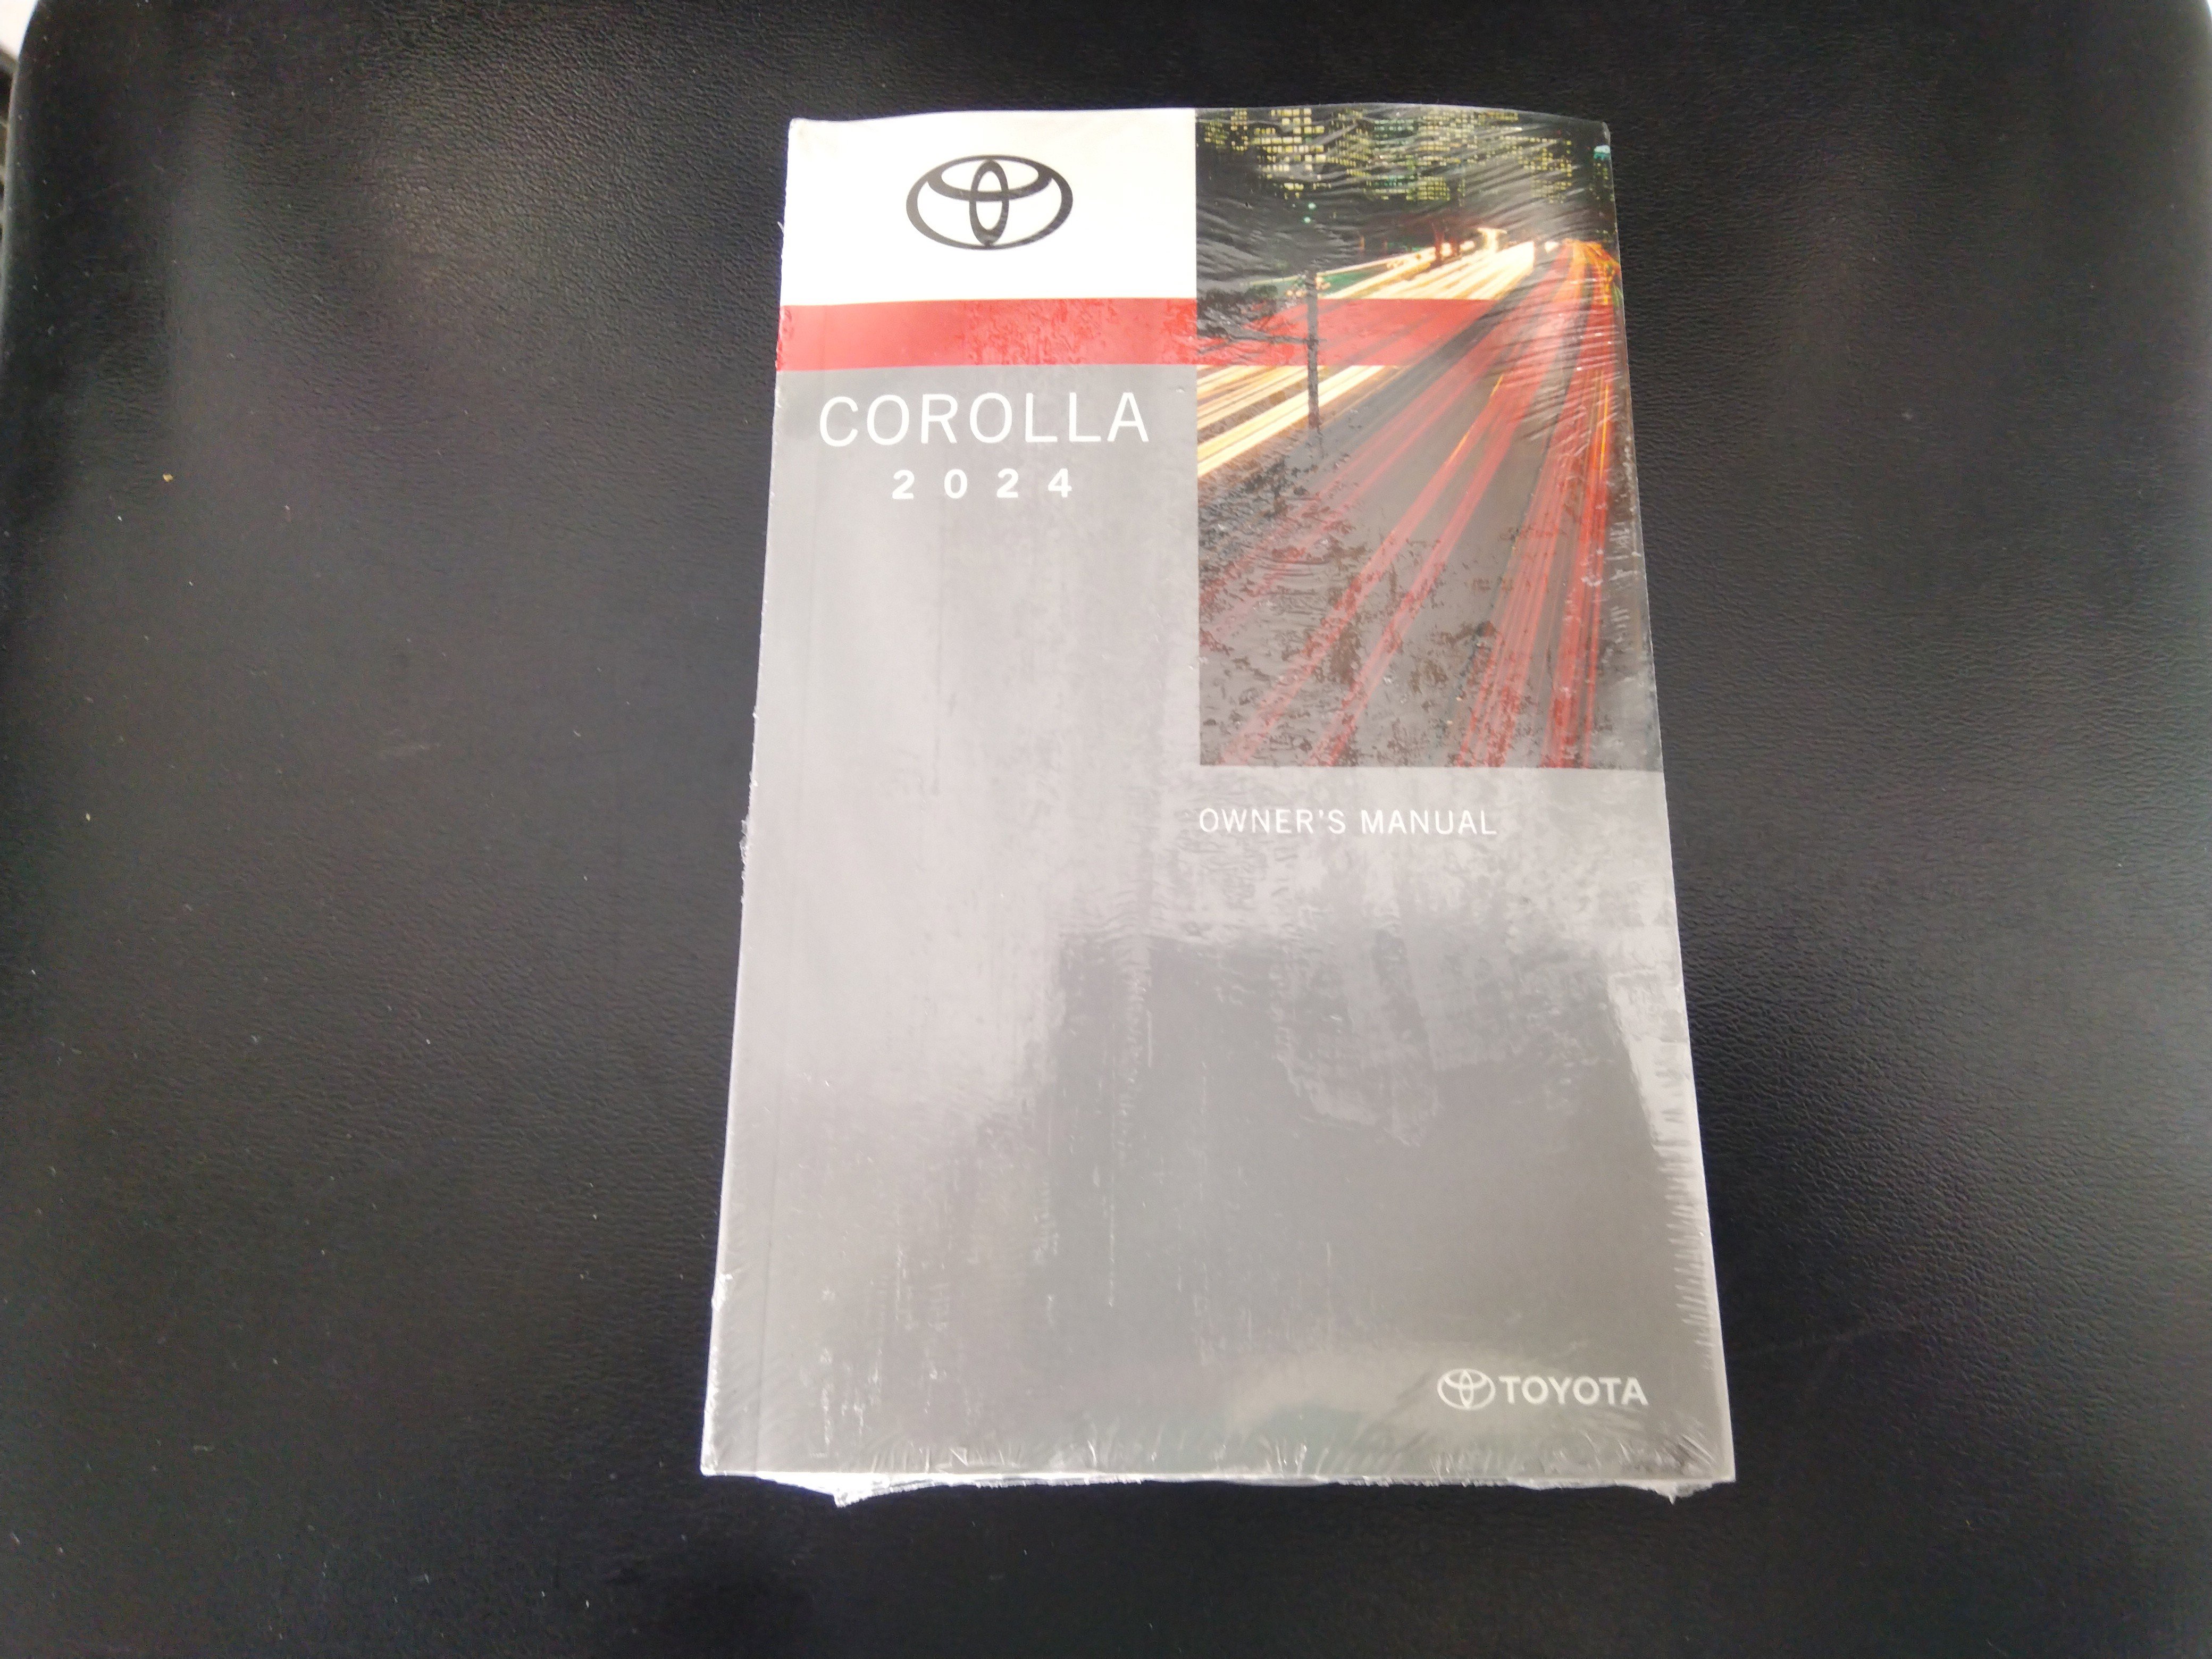 COROLLA
2024
OWNER'S MANUAL
TOYOTA